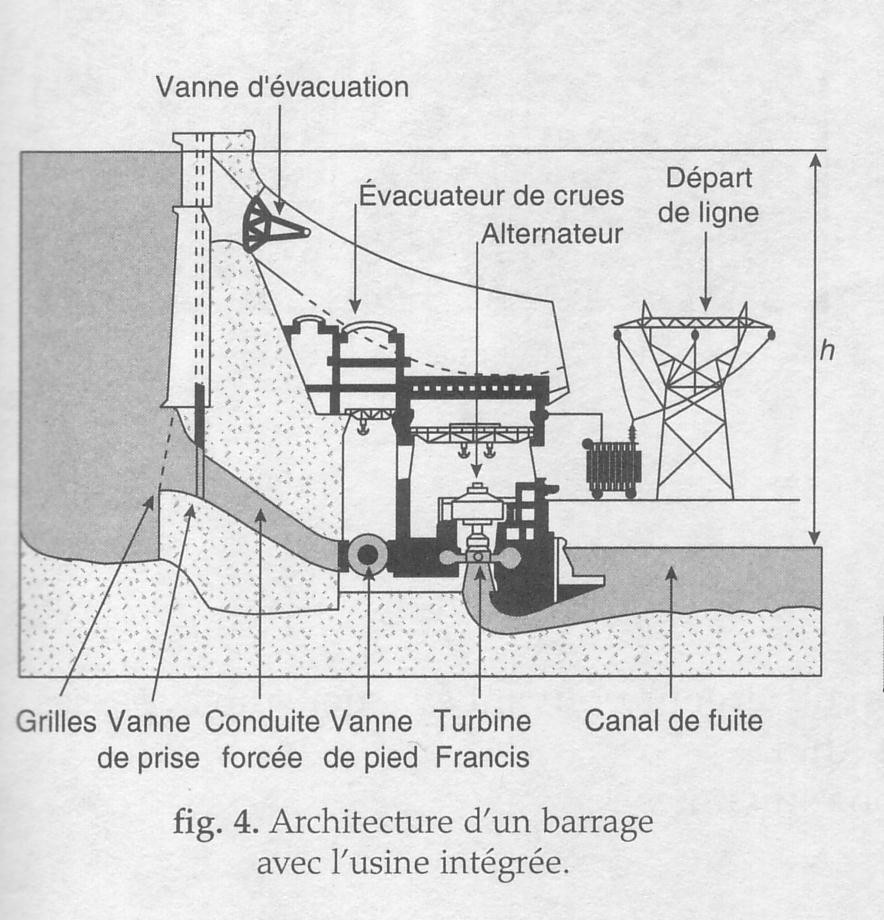 Vanne d'évacuation
Évacuateur de crues
Alternateur
Départ
de ligne
h
Grilles
Vanne
de prise
Conduite
forcée
Vanne
de pied
Turbine
Francis
Canal de fuite
fig. 4. Architecture d'un barrage
avec l'usine intégrée.